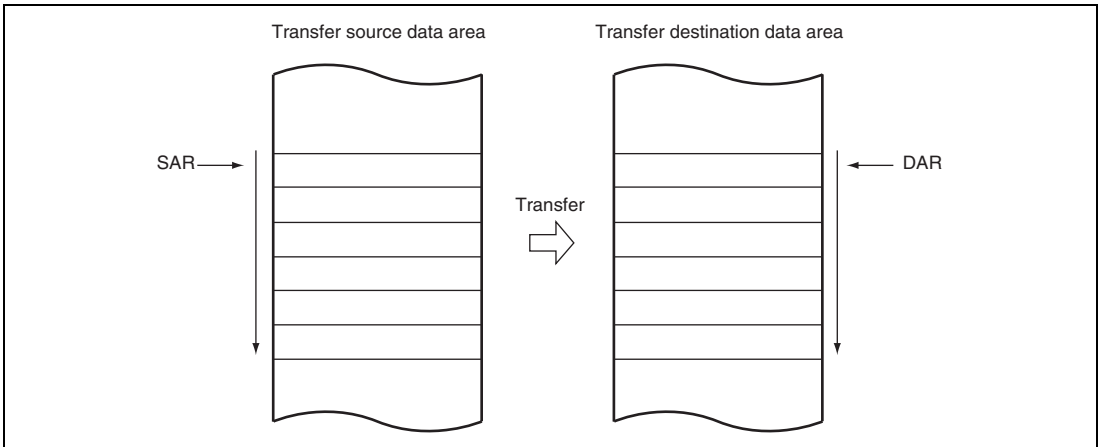 Transfer source data area
Transfer destination data area
SAR
DAR
Transfer